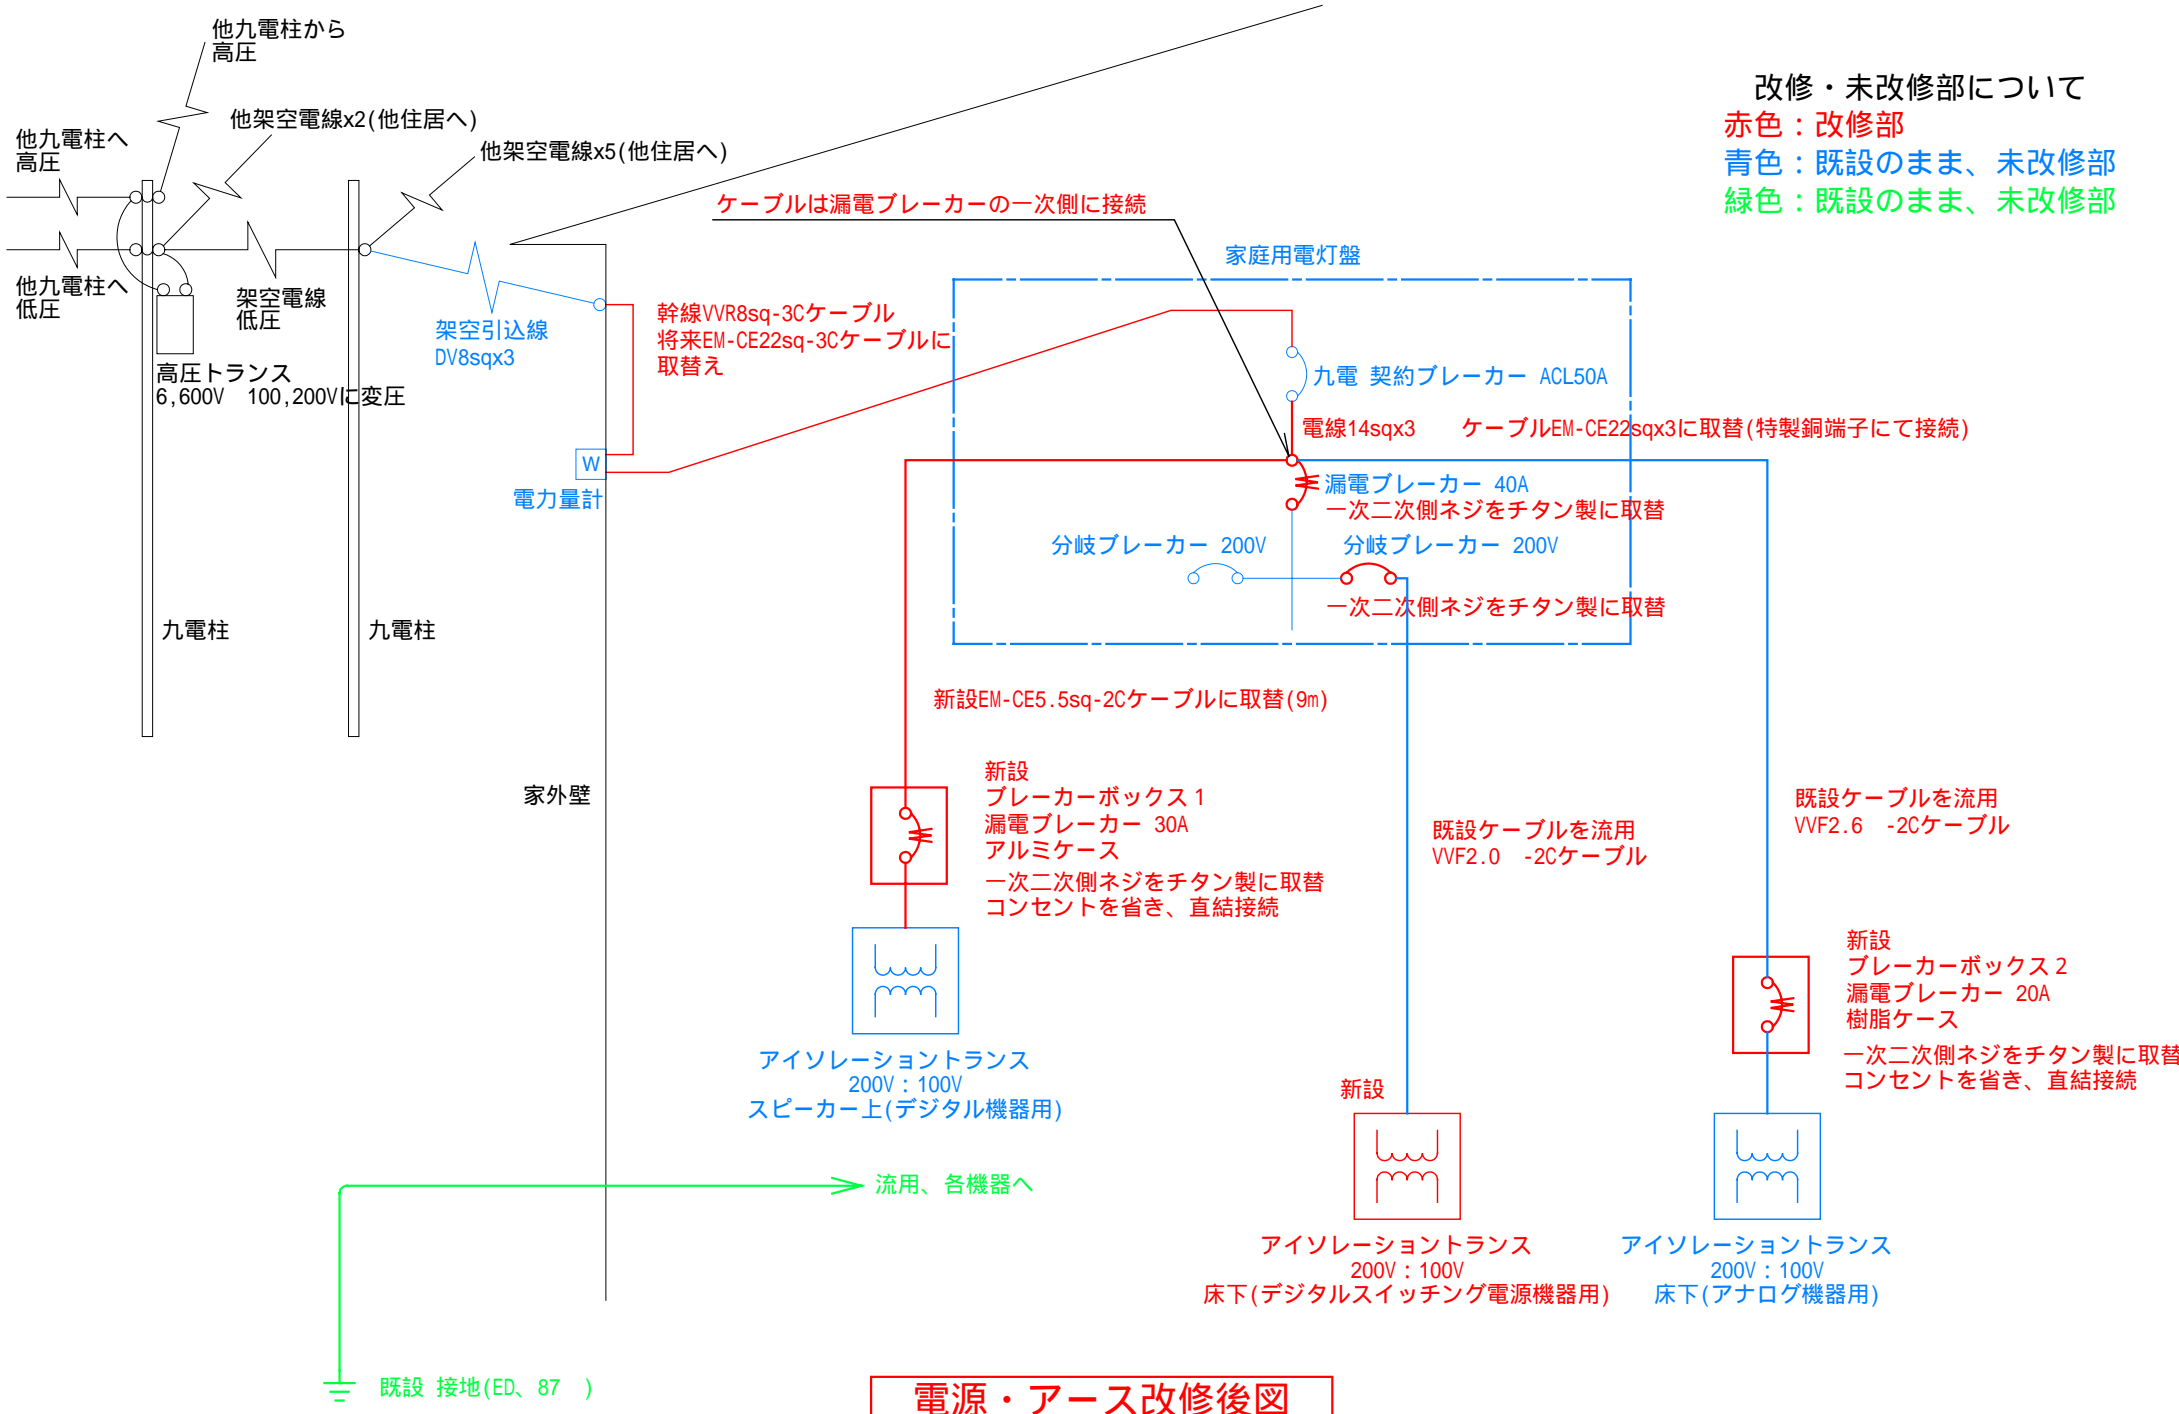 他九電柱から
高圧
他架空電線x2(他住居へ)
他九電柱へ
高圧
他架空電線x5(他住居へ)
他九電柱へ
低圧
架空電線
低圧
高圧トランス
6,600V 100,200Vに変圧
架空引込線
DV8sqx3
九電柱
九電柱
改修・未改修部について
赤色：改修部
青色：既設のまま、未改修部
緑色：既設のまま、未改修部
ケーブルは漏電ブレーカーの一次側に接続
家庭用電灯盤
幹線VVR8sq-3Cケーブル
将来EM-CE22sq-3Cケーブルに
取替え
九電 契約ブレーカー ACL50A
電線14sqx3 ケーブルEM-CE22sqx3に取替(特製銅端子にて接続)
W
電力量計
漏電ブレーカー 40A
一次二次側ネジをチタン製に取替
分岐ブレーカー 200V
分岐ブレーカー 200V
一次二次側ネジをチタン製に取替
新設EM-CE5.5sq-2Cケーブルに取替(9m)
家外壁
新設
ブレーカーボックス1
漏電ブレーカー 30A
アルミケース
一次二次側ネジをチタン製に取替
コンセントを省き、直結接続
既設ケーブルを流用
VVF2.0 -2Cケーブル
既設ケーブルを流用
VVF2.6 -2Cケーブル
新設
ブレーカーボックス2
漏電ブレーカー 20A
樹脂ケース
一次二次側ネジをチタン製に取替
コンセントを省き、直結接続
アイソレーショントランス
200V：100V
スピーカー上(デジタル機器用)
新設
アイソレーショントランス
200V：100V
床下(デジタルスイッチング電源機器用)
アイソレーショントランス
200V：100V
床下(アナログ機器用)
流用、各機器へ
既設 接地(ED、87 )
電源・アース改修後図